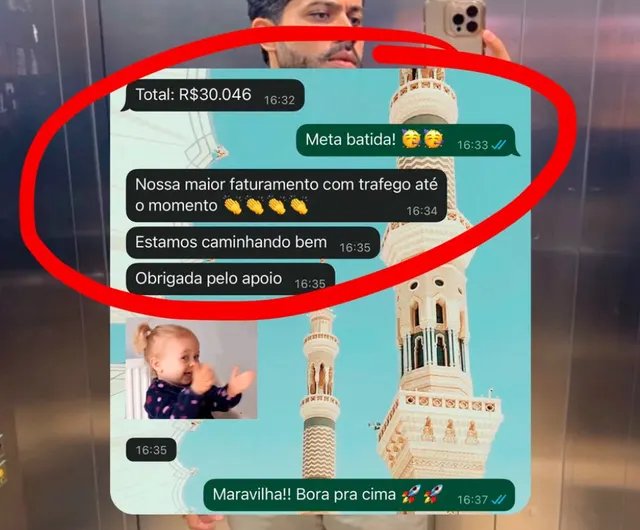 Total: R$30.046 16:32
Meta batida! 🥳🥳 16:33
Nossa maior faturamento com trafego até
o momento 👏👏👏👏 16:34
Estamos caminhando bem 16:35
Obrigada pelo apoio 16:35
16:35
Maravilha!! Bora pra cima 🚀🚀 16:37